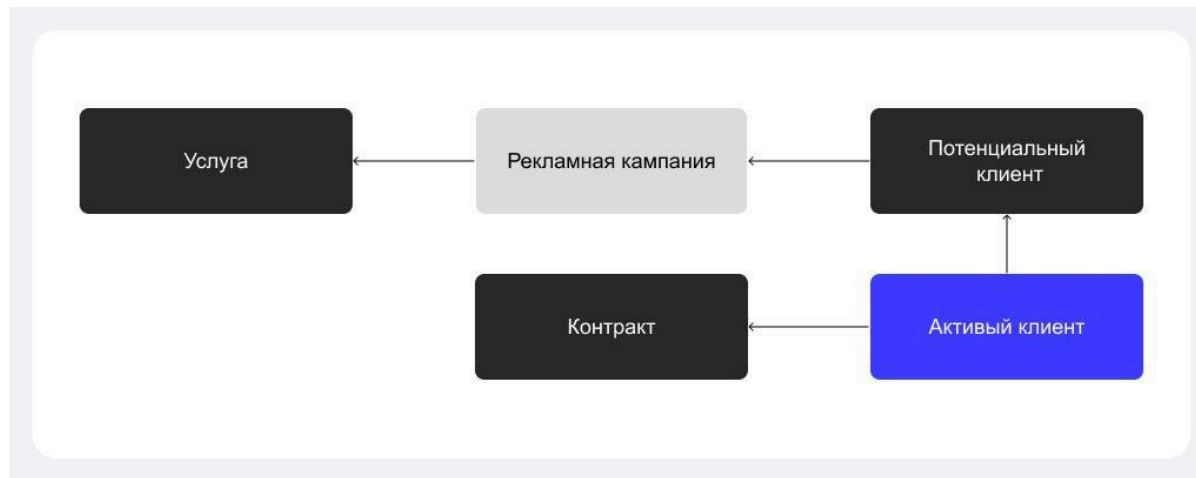 Услуга
Рекламная кампания
Потенциальный
клиент
Контракт
Активый клиент